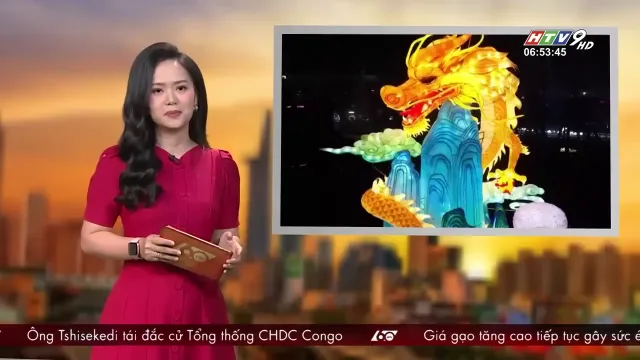 HTV9 HD
06:53:45
Ông Tshisekedi tái đắc cử Tổng thống CHDC Congo
Giá gạo tăng cao tiếp tục gây sức